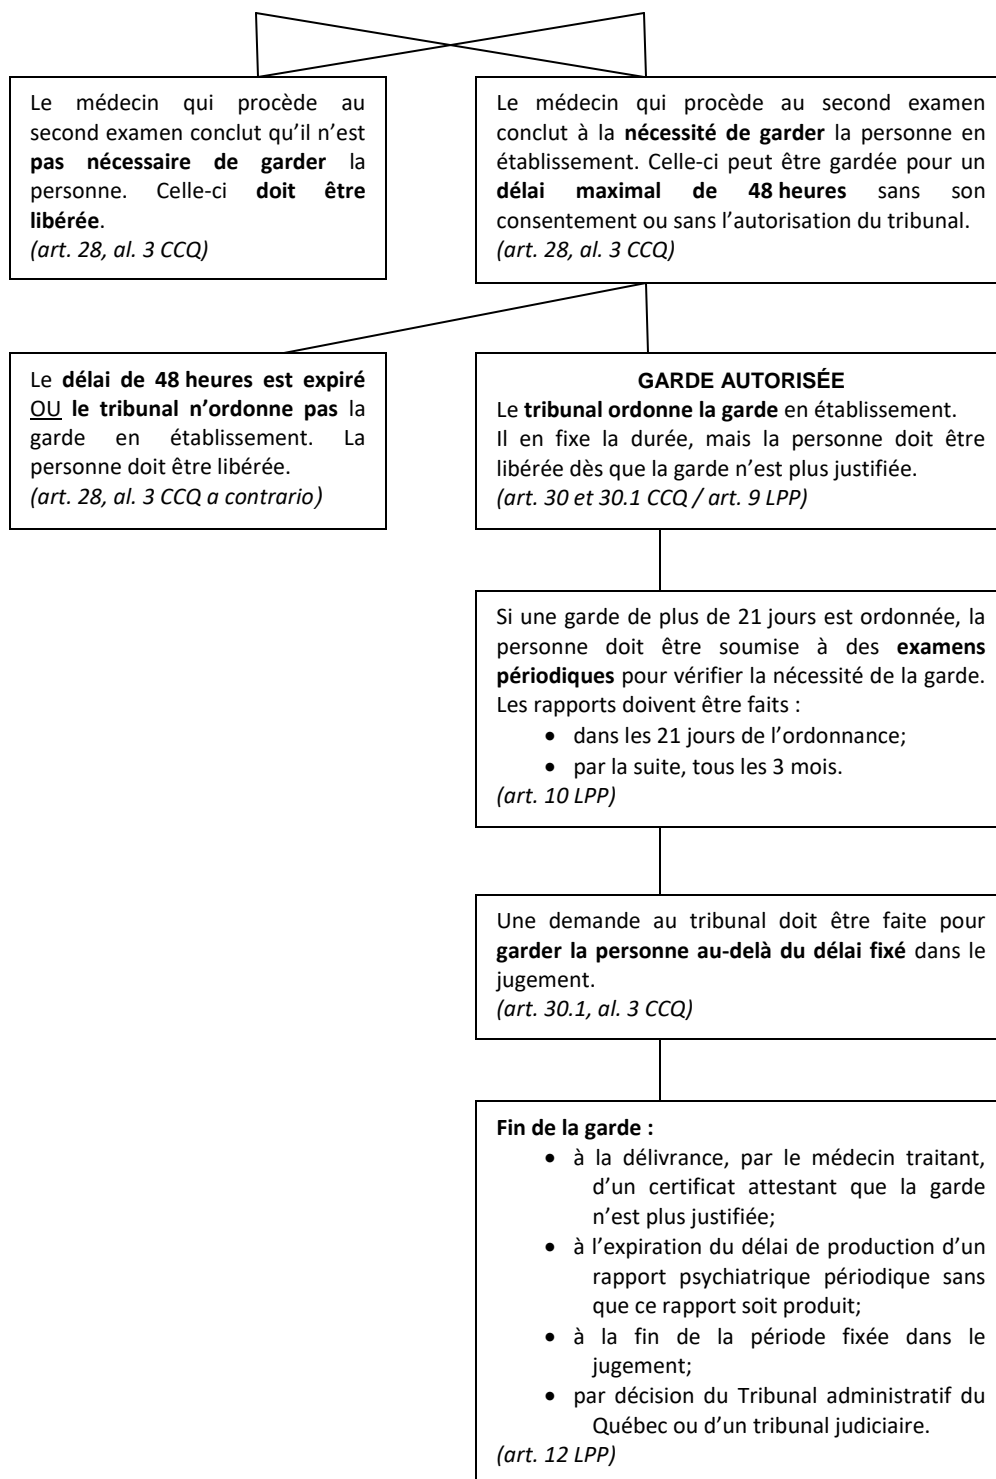 Le médecin qui procède au
second examen conclut qu'il n'est
pas nécessaire de garder la
personne. Celle-ci doit être
libérée.
(art. 28, al. 3 CCQ)
Le médecin qui procède au second examen
conclut à la nécessité de garder la personne en
établissement. Celle-ci peut être gardée pour un
délai maximal de 48 heures sans son
consentement ou sans l'autorisation du tribunal.
(art. 28, al. 3 CCQ)
Le délai de 48 heures est expiré
OU le tribunal n'ordonne pas la
garde en établissement. La
personne doit être libérée.
(art. 28, al. 3 CCQ a contrario)
GARDE AUTORISÉE
Le tribunal ordonne la garde en établissement.
Il en fixe la durée, mais la personne doit être
libérée dès que la garde n'est plus justifiée.
(art. 30 et 30.1 CCQ / art. 9 LPP)
Si une garde de plus de 21 jours est ordonnée, la
personne doit être soumise à des examens
périodiques pour vérifier la nécessité de la garde.
Les rapports doivent être faits :
• dans les 21 jours de l'ordonnance;
• par la suite, tous les 3 mois.
(art. 10 LPP)
Une demande au tribunal doit être faite pour
garder la personne au-delà du délai fixé dans le
jugement.
(art. 30.1, al. 3 CCQ)
Fin de la garde :
• à la délivrance, par le médecin traitant,
d'un certificat attestant que la garde
n'est plus justifiée;
• à l'expiration du délai de production d'un
rapport psychiatrique périodique sans
que ce rapport soit produit;
• à la fin de la période fixée dans le
jugement;
• par décision du Tribunal administratif du
Québec ou d'un tribunal judiciaire.
(art. 12 LPP)